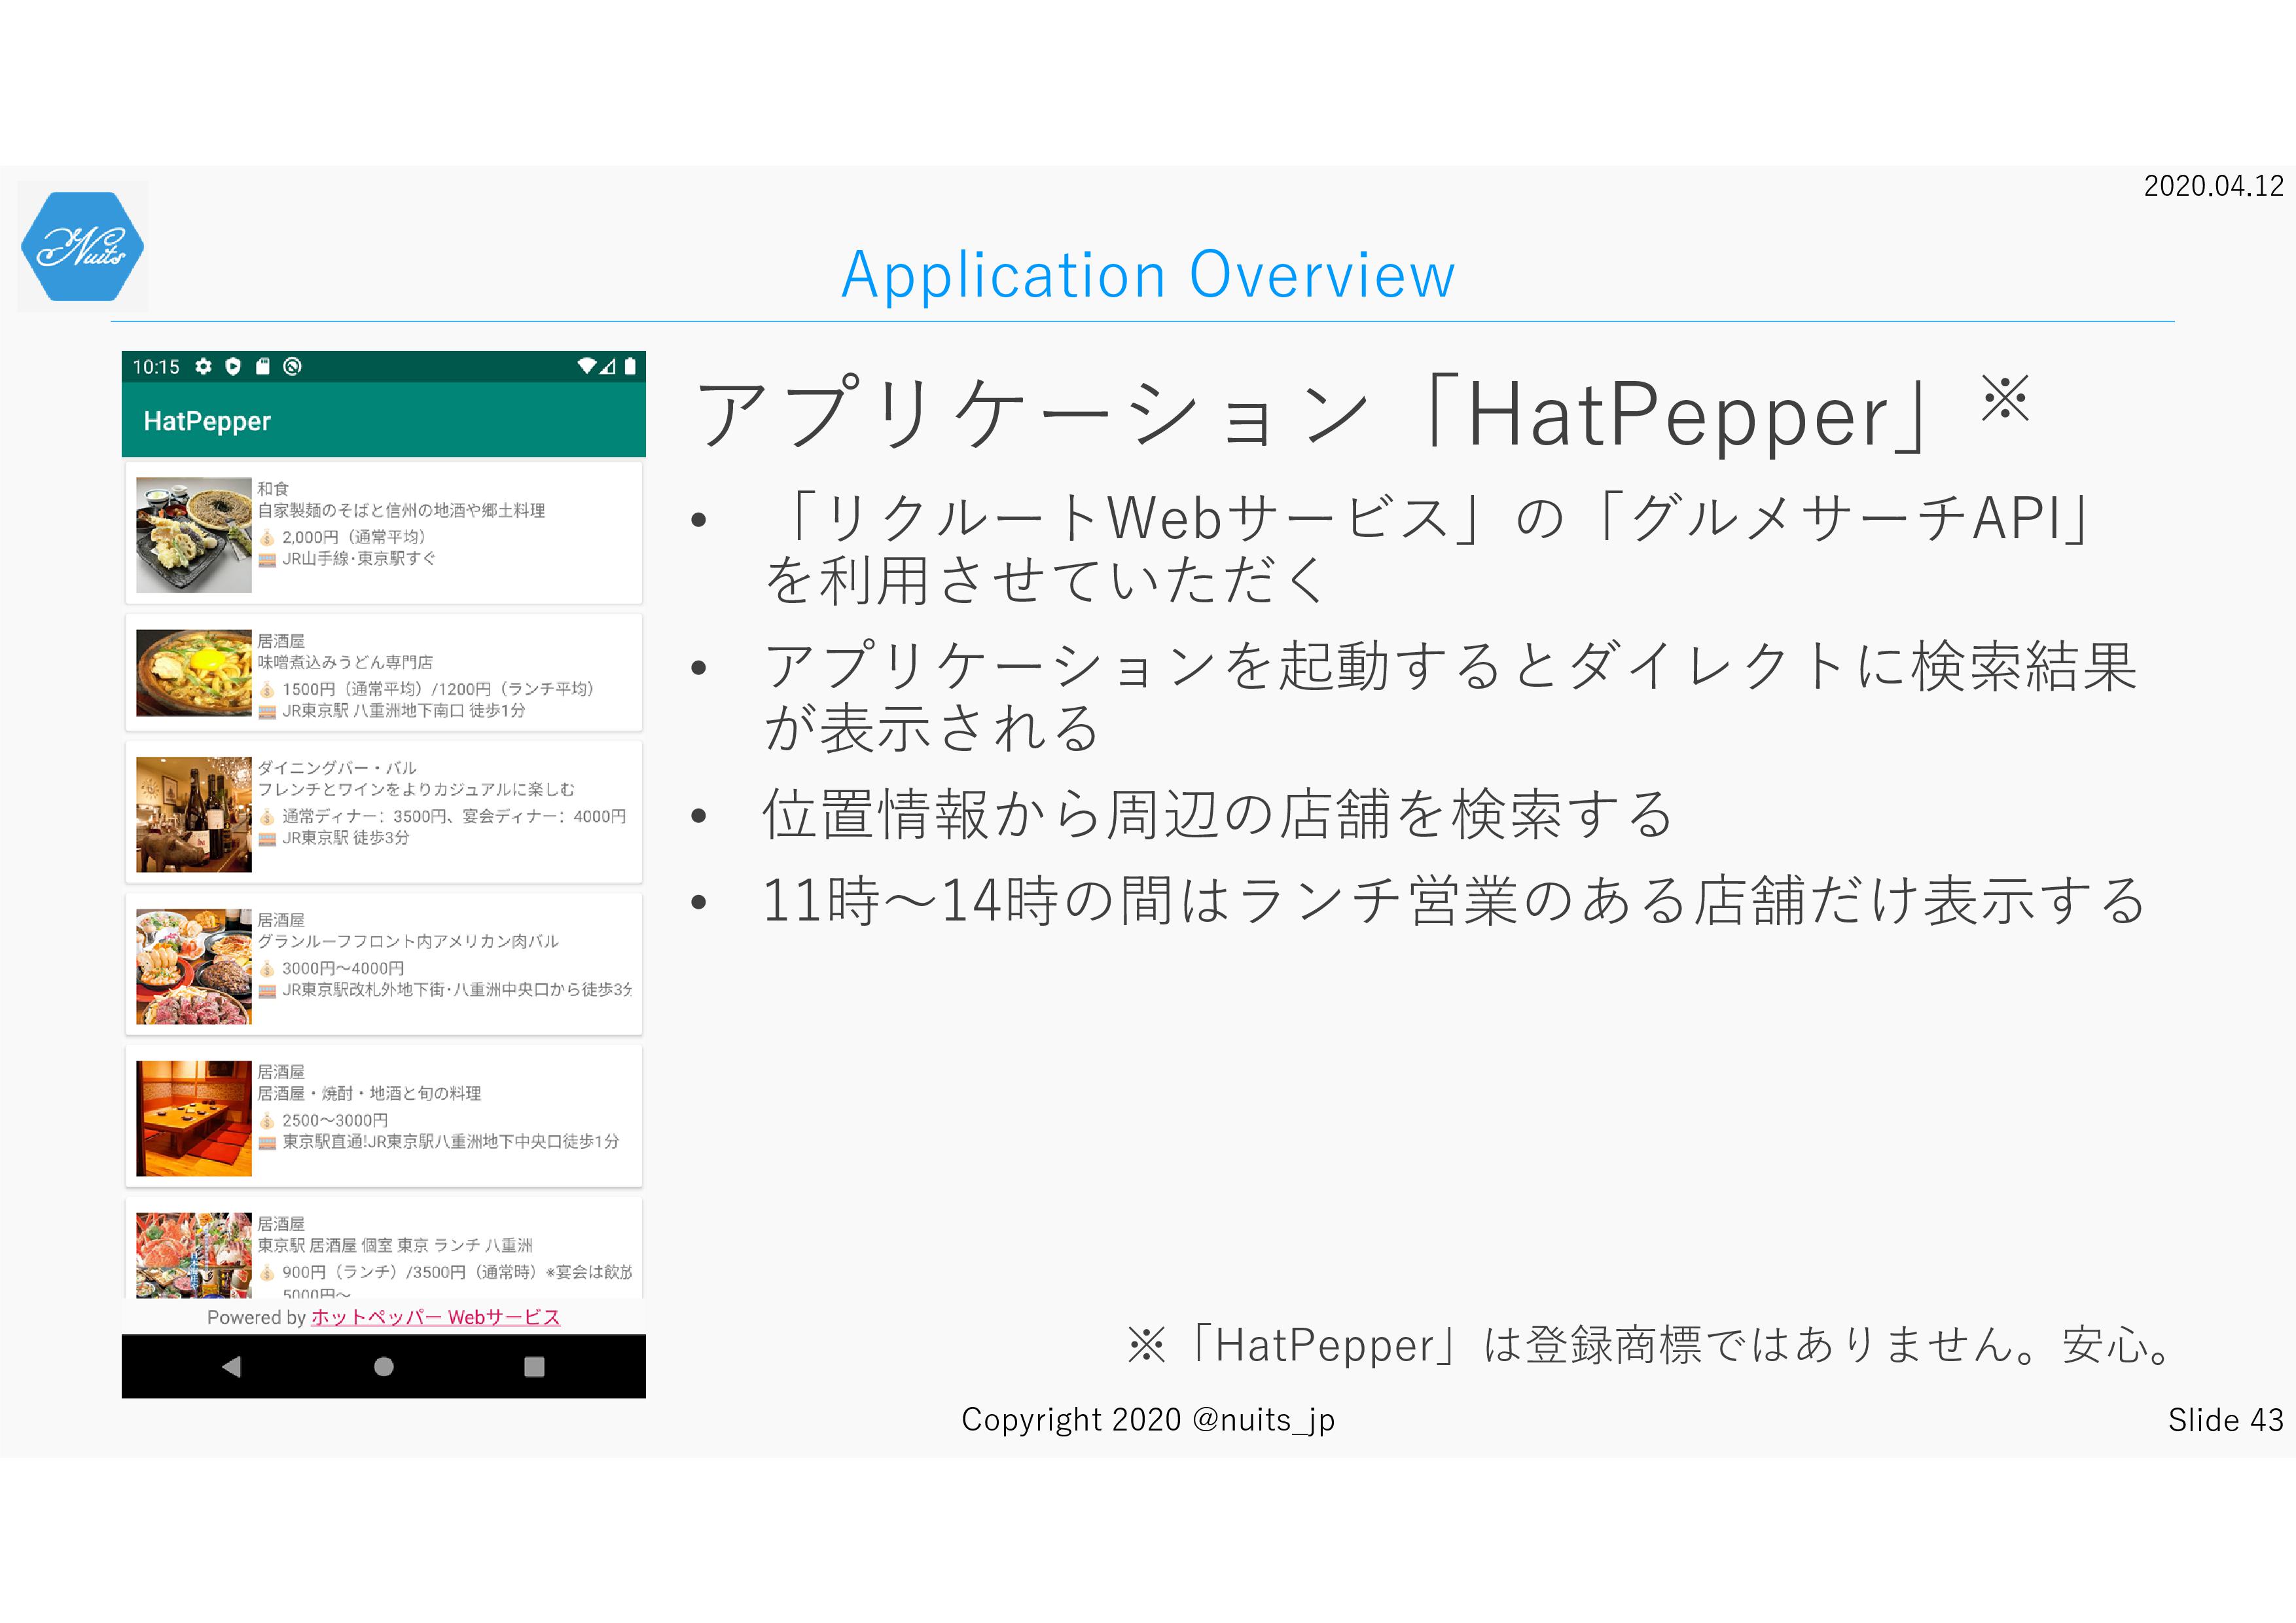 2020.04.12
Nuits
Application Overview
10:15
HatPepper
和食
自家製麺のそばと信州の地酒や郷土料理
2,000円（通常平均）
JR山手線･東京駅すぐ
居酒屋
味噌煮込みうどん専門店
1500円（通常平均）/1200円（ランチ平均）
JR東京駅 八重洲地下南口 徒歩1分
ダイニングバー・バル
フレンチとワインをよりカジュアルに楽しむ
通常ディナー：3500円、宴会ディナー：4000円
JR東京駅 徒歩3分
居酒屋
グランルーフフロント内アメリカン肉バル
3000円～4000円
JR東京駅改札外地下街･八重洲中央口から徒歩3分
居酒屋
居酒屋・焼酎・地酒と旬の料理
2500～3000円
東京駅直通!JR東京駅八重洲地下中央口徒歩1分
居酒屋
東京駅 居酒屋 個室 東京 ランチ 八重洲
900円（ランチ）/3500円（通常時）※宴会は飲放
5000円～
Powered by ホットペッパー Webサービス
アプリケーション「HatPepper」※
• 「リクルートWebサービス」の「グルメサーチAPI」
を利用させていただく
• アプリケーションを起動するとダイレクトに検索結果
が表示される
• 位置情報から周辺の店舗を検索する
• 11時～14時の間はランチ営業のある店舗だけ表示する
※「HatPepper」は登録商標ではありません。安心。
Copyright 2020 @nuits_jp
Slide 43